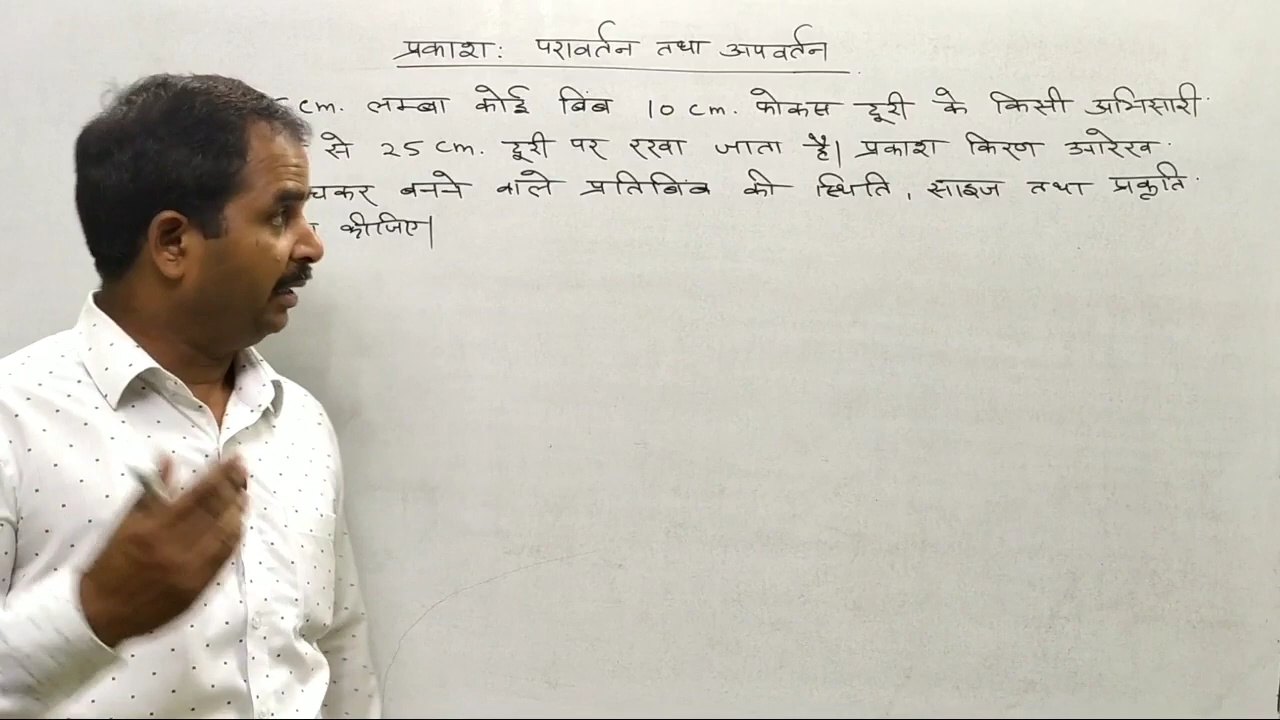 प्रकाश: परावर्तन तथा अपवर्तन
cm. लम्बा कोई बिंब 10 cm. फोकस दूरी के किसी अभिसारी
से 25 cm. दूरी पर रखा जाता है। प्रकाश किरण आरेख
बनने वाले प्रतिबिंब की स्थिति, साइज तथा प्रकृति
कीजिए।